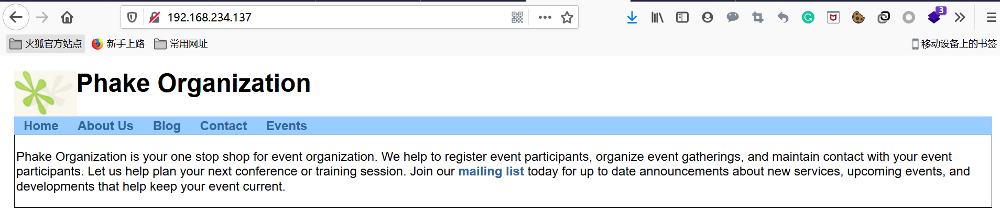 192.168.234.137
3
火狐官方站点 新手上路 常用网址 移动设备上的书签
Phake Organization
Home About Us Blog Contact Events
Phake Organization is your one stop shop for event organization. We help to register event participants, organize event gatherings, and maintain contact with your event
participants. Let us help plan your next conference or training session. Join our mailing list today for up to date announcements about new services, upcoming events, and
developments that help keep your event current.